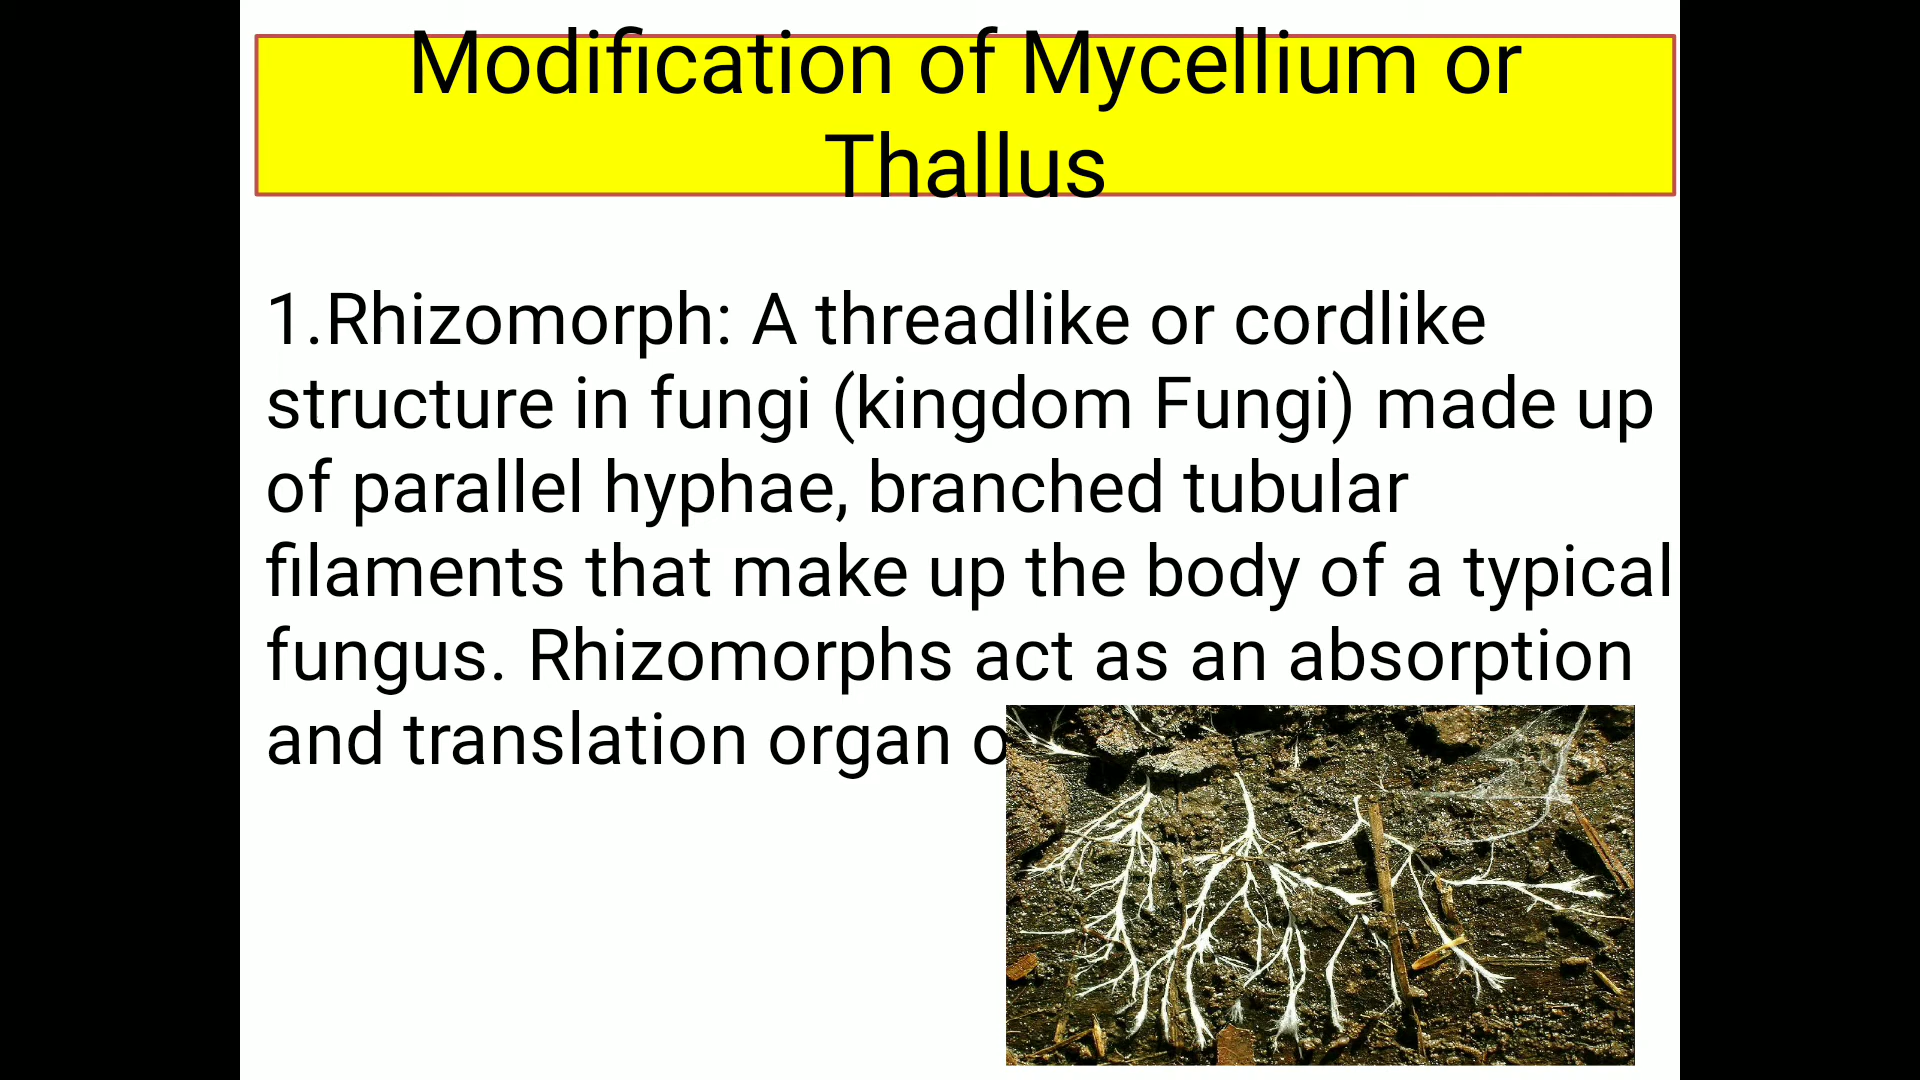 Modification of Mycellium or
Thallus
1.Rhizomorph: A threadlike or cordlike
structure in fungi (kingdom Fungi) made up
of parallel hyphae, branched tubular
filaments that make up the body of a typical
fungus. Rhizomorphs act as an absorption
and translation organ